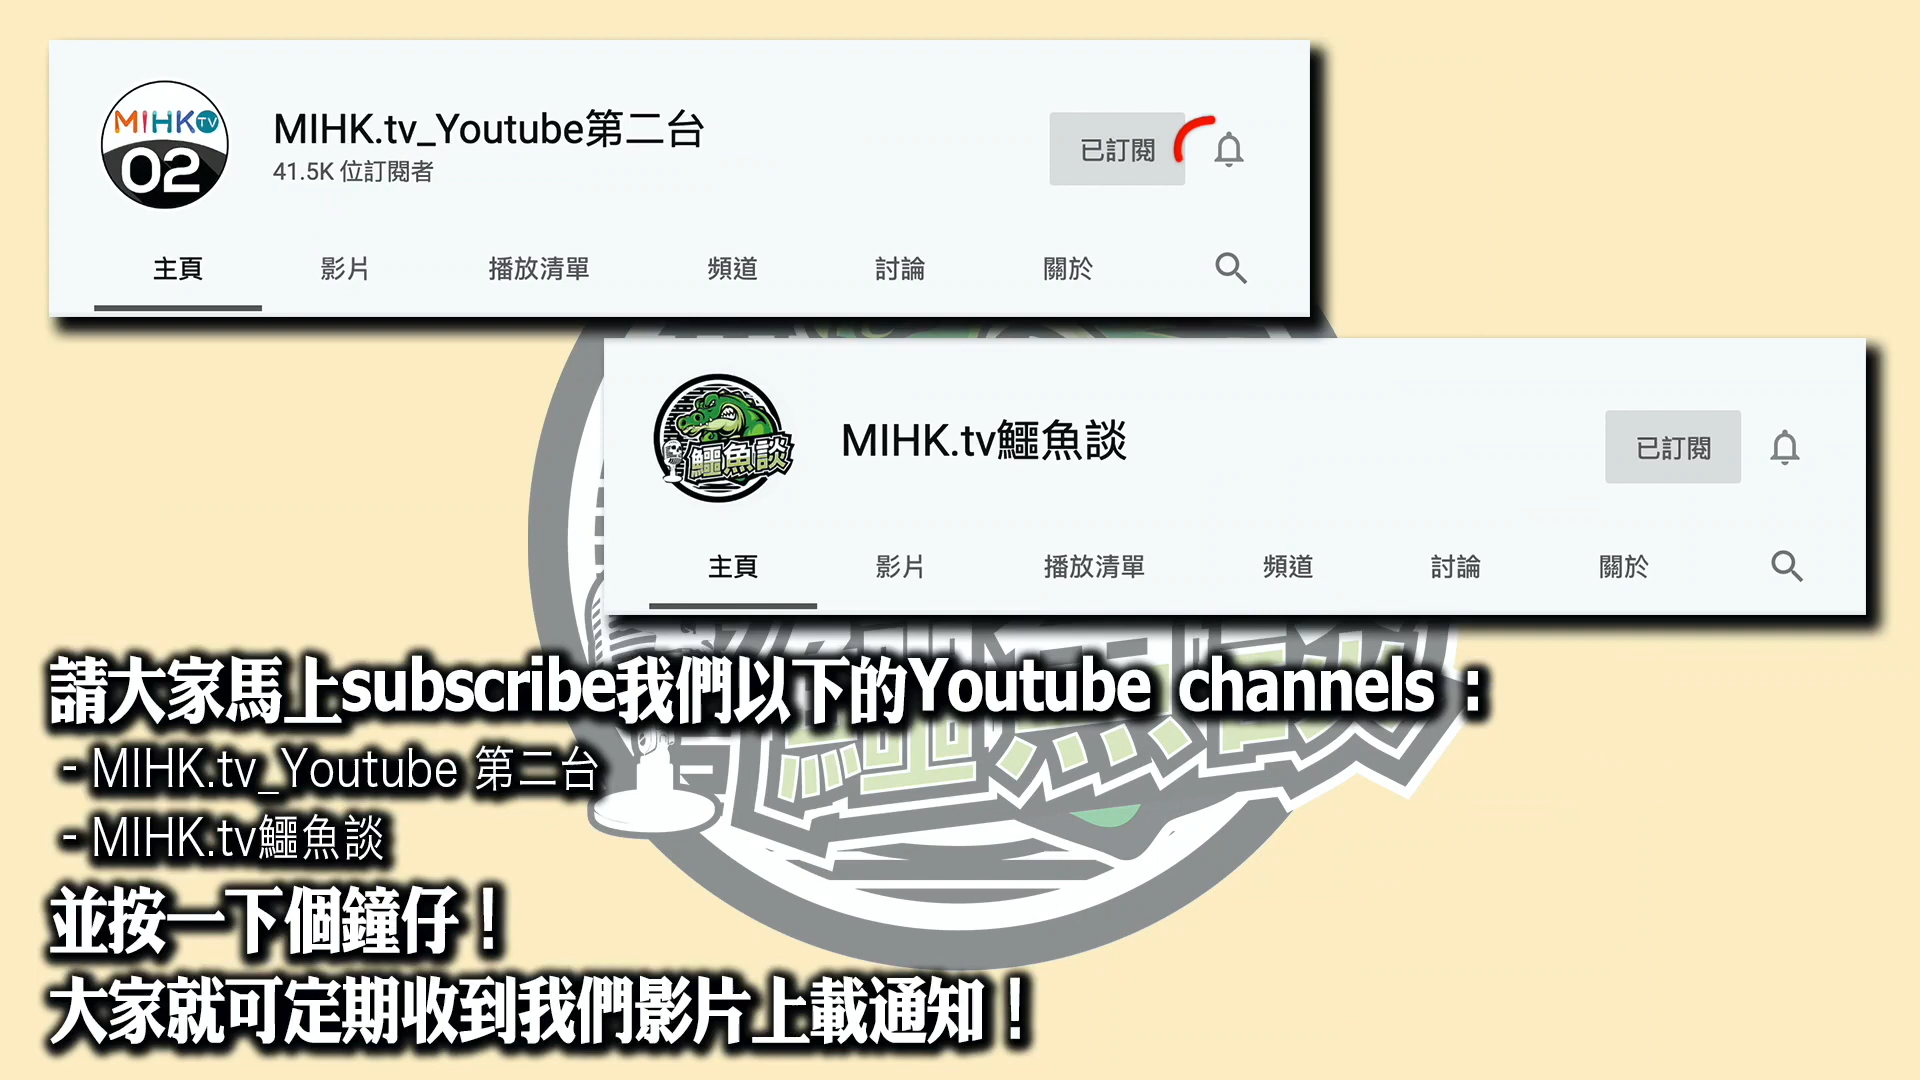 MIHKTV
02
MIHK.tv_Youtube第二台
41.5K 位訂閱者
已訂閱
主頁 影片 播放清單 頻道 討論 關於
鱷魚談
MIHK.tv鱷魚談
已訂閱
主頁 影片 播放清單 頻道 討論 關於
鱷魚談
請大家馬上subscribe我們以下的Youtube channels：
- MIHK.tv_Youtube 第二台
- MIHK.tv鱷魚談
並按一下個鐘仔！
大家就可定期收到我們影片上載通知！